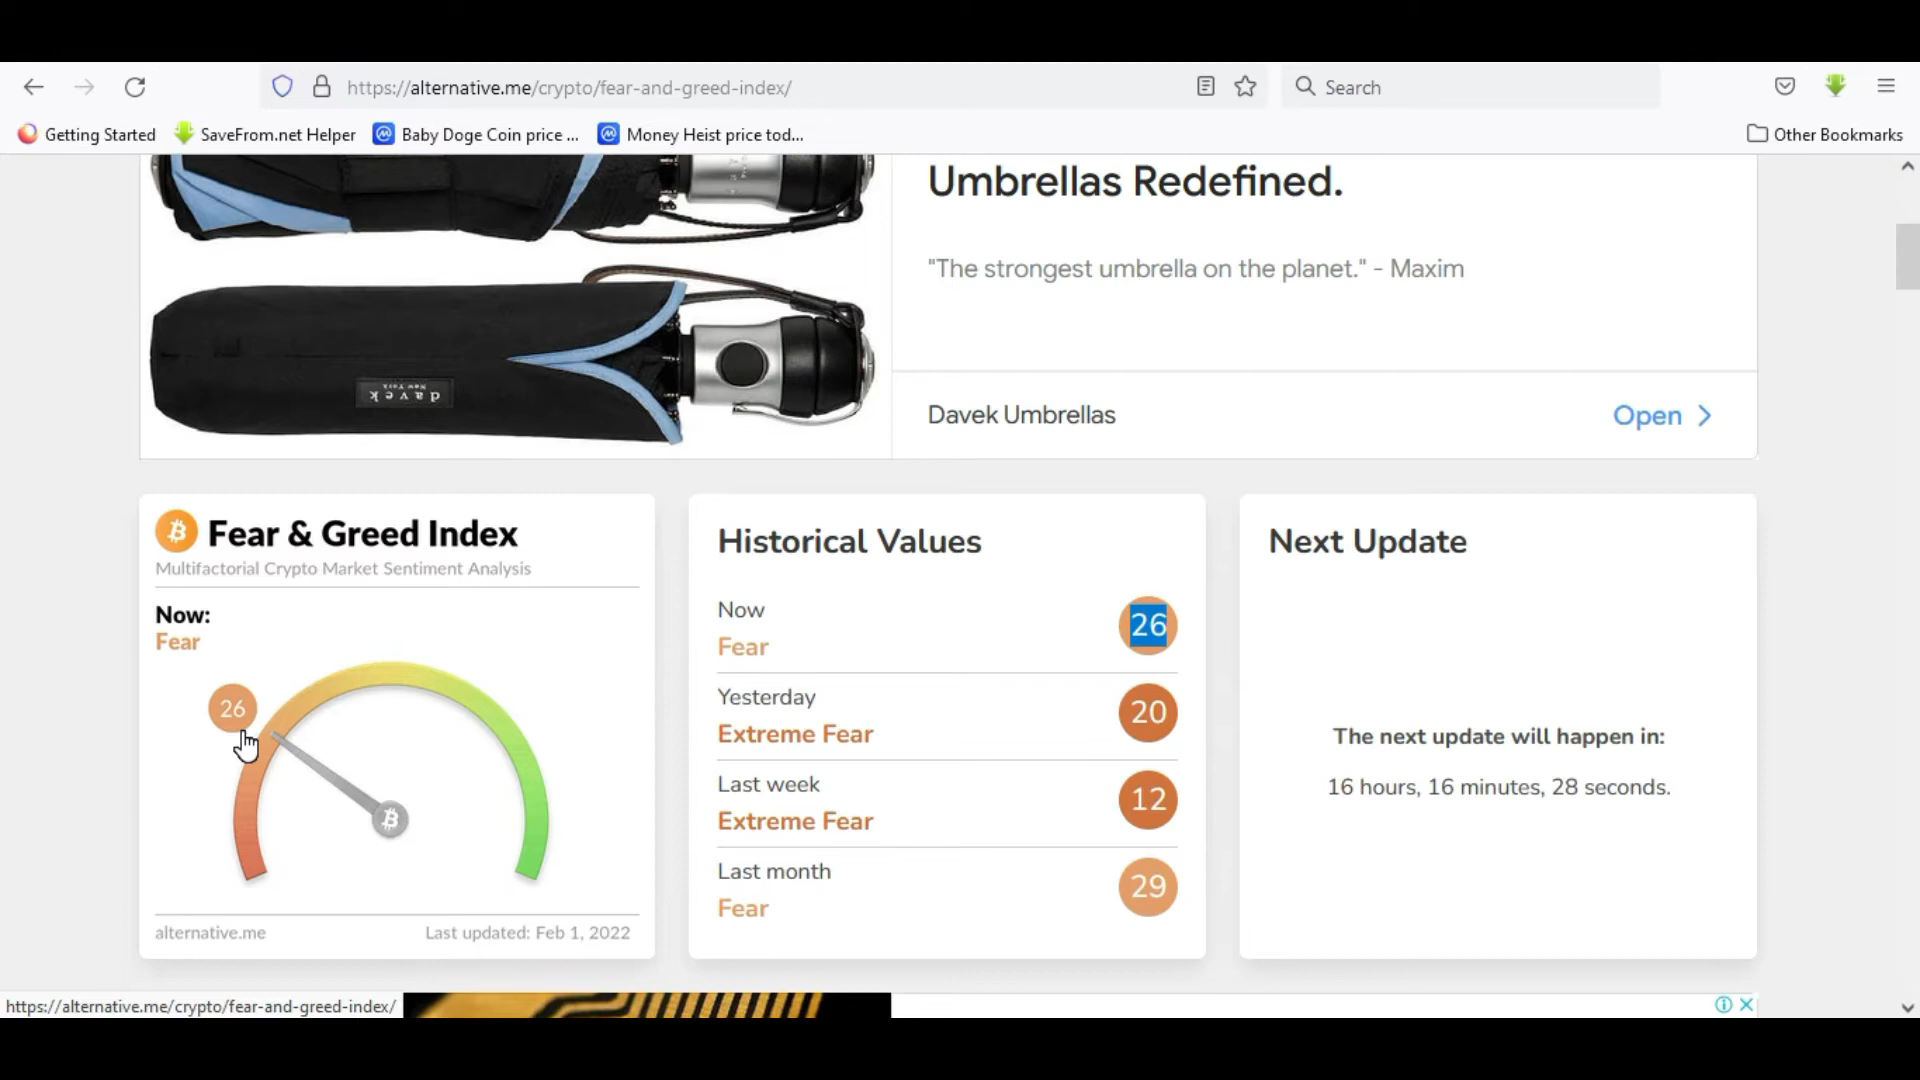 https://alternative.me/crypto/fear-and-greed-index/
Search
Getting Started
SaveFrom.net Helper
Baby Doge Coin price ...
Money Heist price tod...
Other Bookmarks
Umbrellas Redefined.
"The strongest umbrella on the planet." - Maxim
davek
New York
Davek Umbrellas
Open
Fear & Greed Index
Multifactorial Crypto Market Sentiment Analysis
Now:
Fear
26
alternative.me
Last updated: Feb 1, 2022
Historical Values
Now
Fear
26
Yesterday
Extreme Fear
20
Last week
Extreme Fear
12
Last month
Fear
29
Next Update
The next update will happen in:
16 hours, 16 minutes, 28 seconds.
https://alternative.me/crypto/fear-and-greed-index/